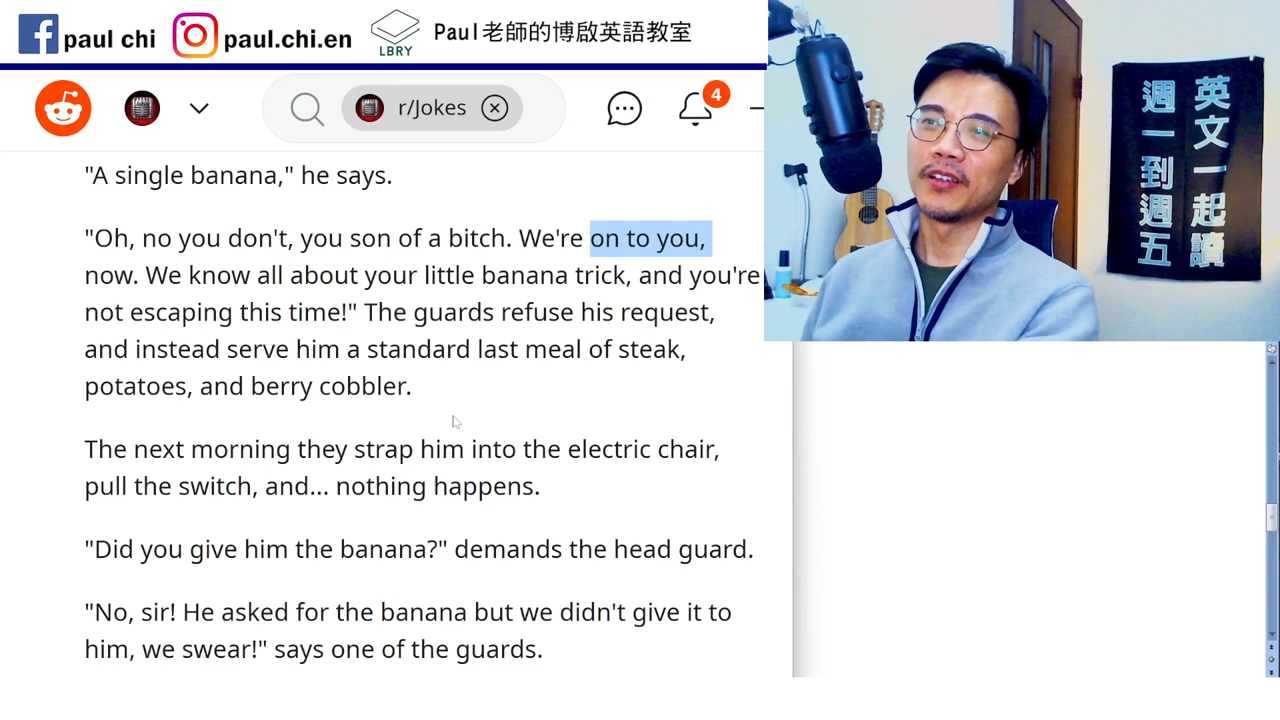 paul chi
paul.chi.en
LBRY
Paul老師的博啟英語教室
r/Jokes
4
"A single banana," he says.
"Oh, no you don't, you son of a bitch. We're on to you,
now. We know all about your little banana trick, and you're
not escaping this time!" The guards refuse his request,
and instead serve him a standard last meal of steak,
potatoes, and berry cobbler.
The next morning they strap him into the electric chair,
pull the switch, and... nothing happens.
"Did you give him the banana?" demands the head guard.
"No, sir! He asked for the banana but we didn't give it to
him, we swear!" says one of the guards.
英文一起讀
週一到週五